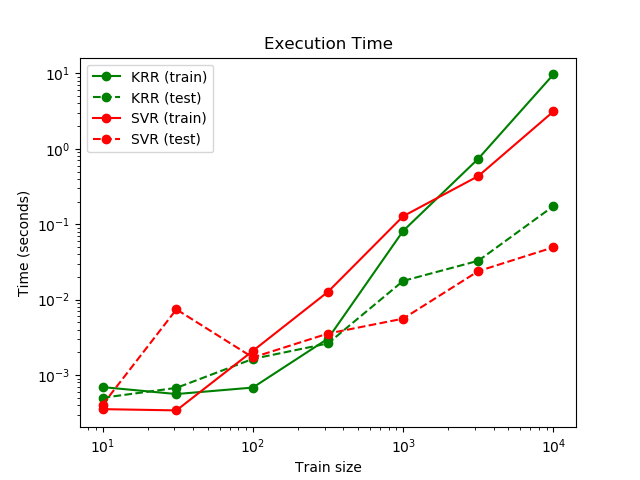 Execution Time
KRR (train)
KRR (test)
SVR (train)
SVR (test)
Time (seconds)
10¹
10⁰
10⁻¹
10⁻²
10⁻³
10¹
10²
10³
10⁴
Train size